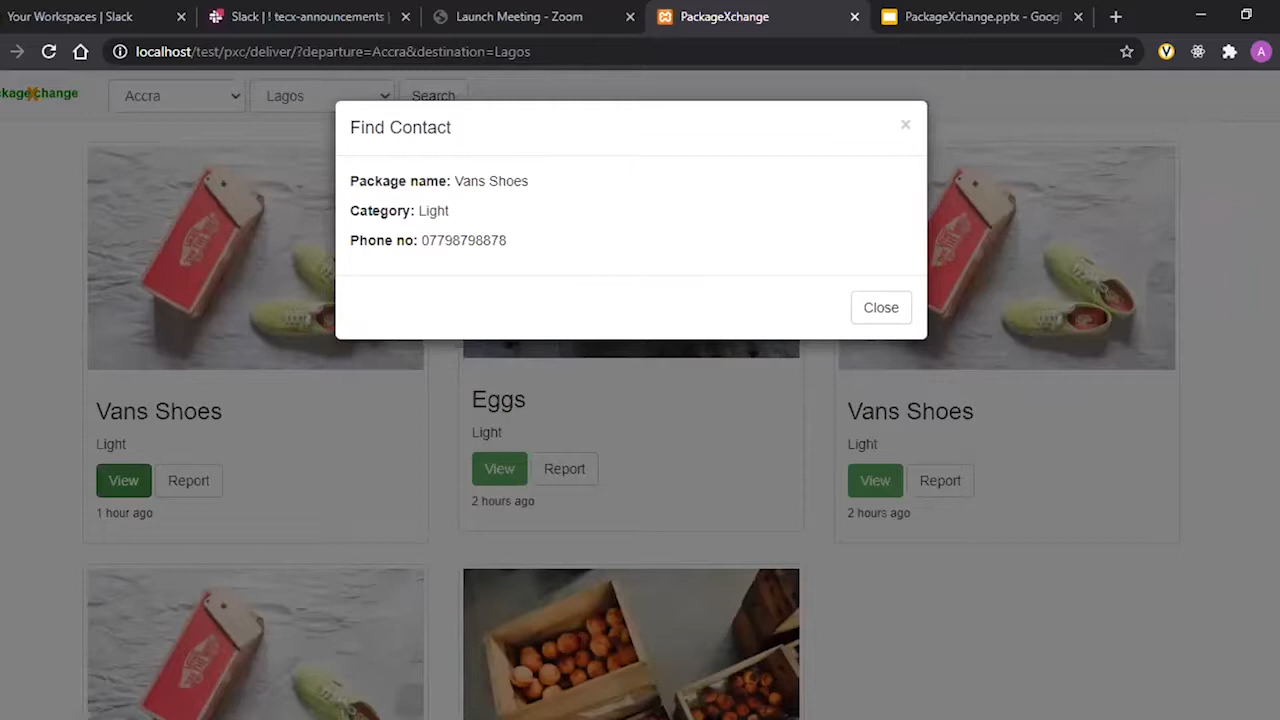 Your Workspaces | Slack
Slack | ! tecx-announcements |
Launch Meeting - Zoom
PackageXchange
PackageXchange.pptx - Googl
localhost/test/pxc/deliver/?departure=Accra&destination=Lagos
V
A
ckageXchange
Accra
Lagos
Search
Find Contact
×
Package name: Vans Shoes
Category: Light
Phone no: 07798798878
Close
Vans Shoes
Light
View
Report
1 hour ago
Eggs
Light
View
Report
2 hours ago
Vans Shoes
Light
View
Report
2 hours ago